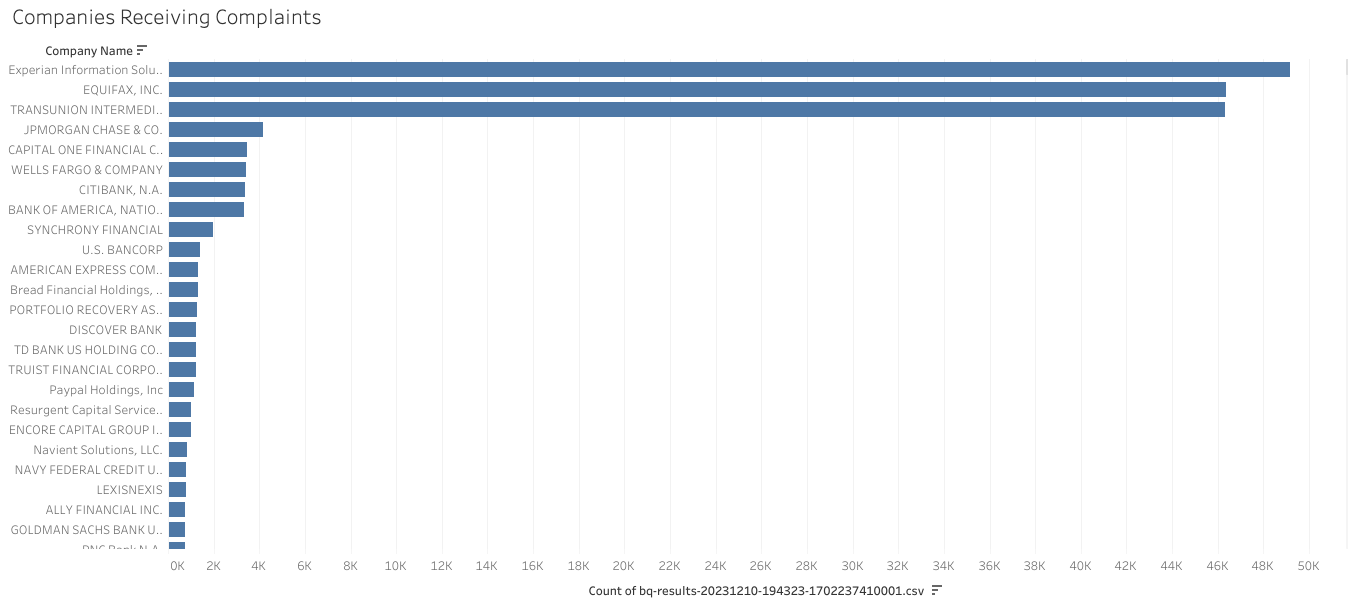 Companies Receiving Complaints
Company Name
Experian Information Solu..
EQUIFAX, INC.
TRANSUNION INTERMEDI..
JPMORGAN CHASE & CO.
CAPITAL ONE FINANCIAL C..
WELLS FARGO & COMPANY
CITIBANK, N.A.
BANK OF AMERICA, NATIO..
SYNCHRONY FINANCIAL
U.S. BANCORP
AMERICAN EXPRESS COM..
Bread Financial Holdings, ..
PORTFOLIO RECOVERY AS..
DISCOVER BANK
TD BANK US HOLDING CO..
TRUIST FINANCIAL CORPO..
Paypal Holdings, Inc
Resurgent Capital Service..
ENCORE CAPITAL GROUP I..
Navient Solutions, LLC.
NAVY FEDERAL CREDIT U..
LEXISNEXIS
ALLY FINANCIAL INC.
GOLDMAN SACHS BANK U..
PNC Bank N.A.
0K 2K 4K 6K 8K 10K 12K 14K 16K 18K 20K 22K 24K 26K 28K 30K 32K 34K 36K 38K 40K 42K 44K 46K 48K 50K
Count of bq-results-20231210-194323-1702237410001.csv